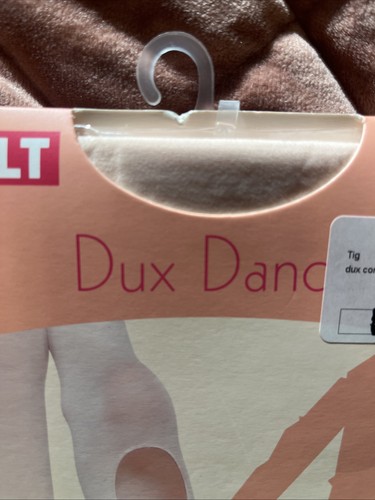 LT
Dux Danc
Tig
dux co